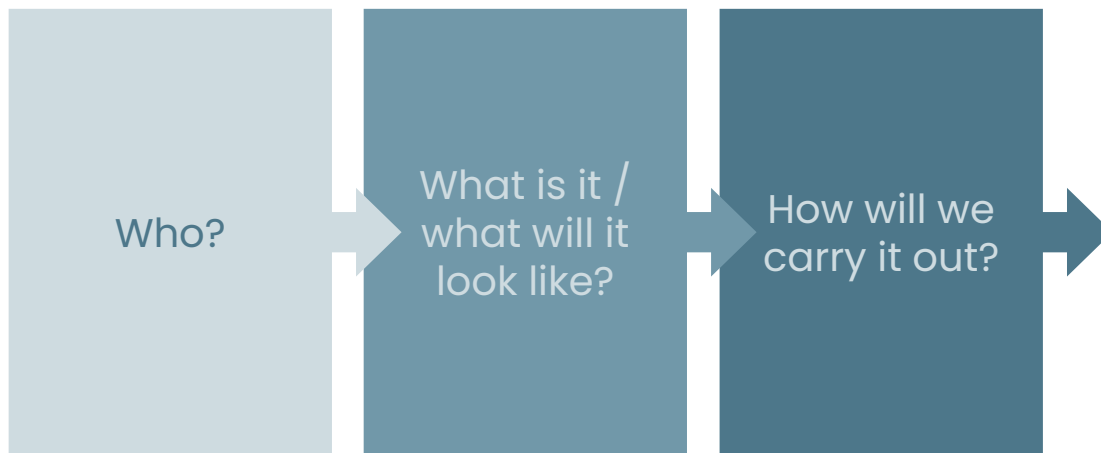 Who?
What is it /
what will it
look like?
How will we
carry it out?